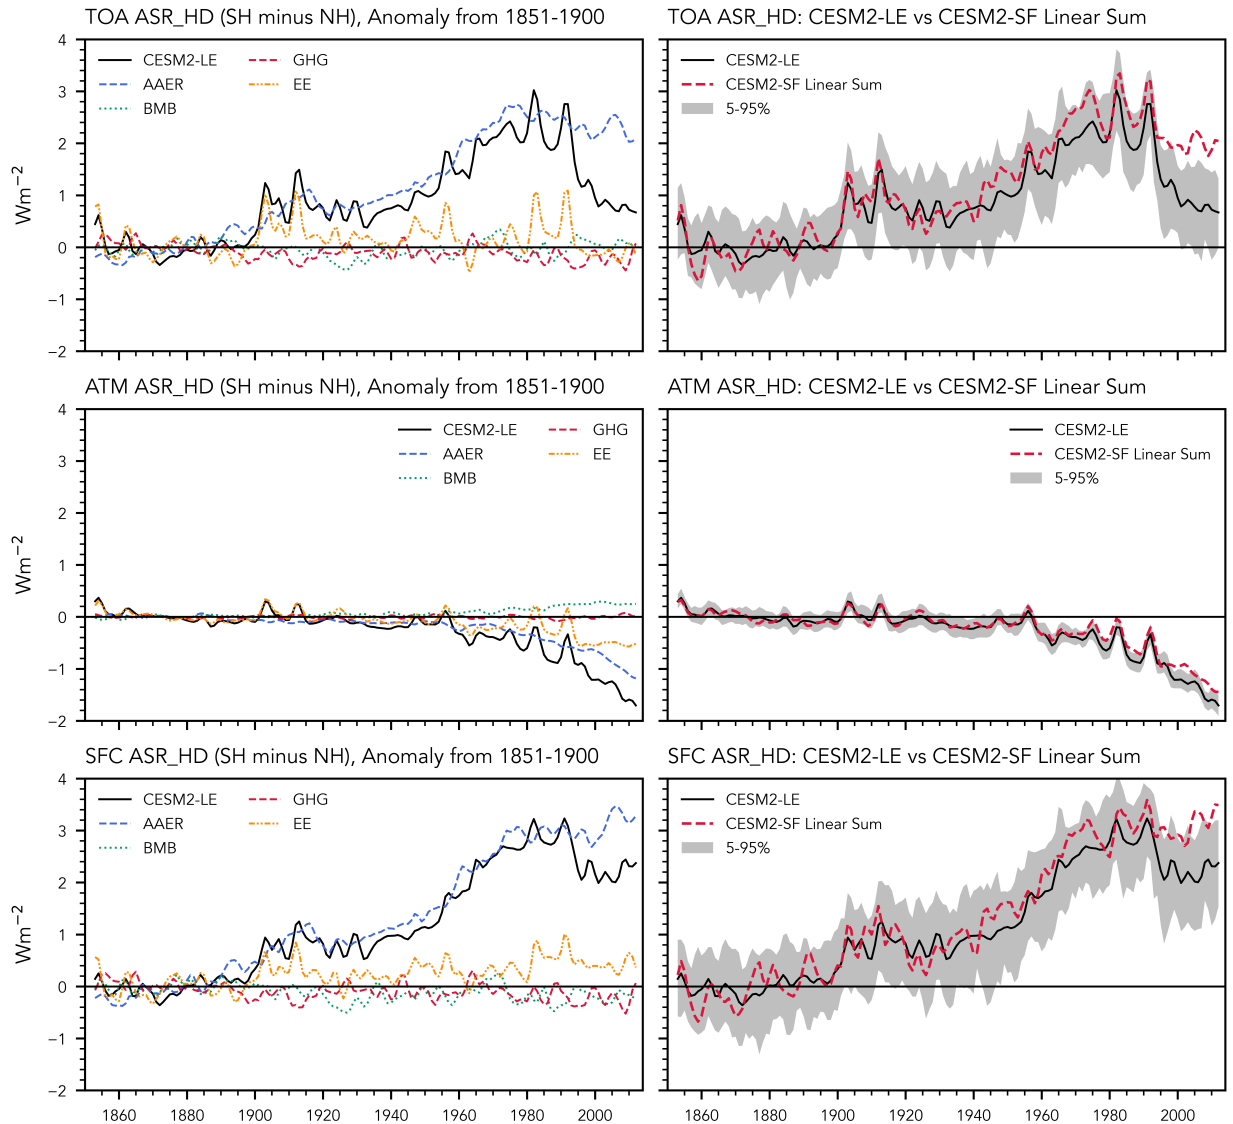 TOA ASR_HD (SH minus NH), Anomaly from 1851-1900
TOA ASR_HD: CESM2-LE vs CESM2-SF Linear Sum
Wm−2
4
3
2
1
0
−1
−2
CESM2-LE
AAER
BMB
GHG
EE
CESM2-LE
CESM2-SF Linear Sum
5-95%
ATM ASR_HD (SH minus NH), Anomaly from 1851-1900
ATM ASR_HD: CESM2-LE vs CESM2-SF Linear Sum
Wm−2
4
3
2
1
0
−1
−2
CESM2-LE
AAER
BMB
GHG
EE
CESM2-LE
CESM2-SF Linear Sum
5-95%
SFC ASR_HD (SH minus NH), Anomaly from 1851-1900
SFC ASR_HD: CESM2-LE vs CESM2-SF Linear Sum
Wm−2
4
3
2
1
0
−1
−2
CESM2-LE
AAER
BMB
GHG
EE
CESM2-LE
CESM2-SF Linear Sum
5-95%
1860 1880 1900 1920 1940 1960 1980 2000
1860 1880 1900 1920 1940 1960 1980 2000